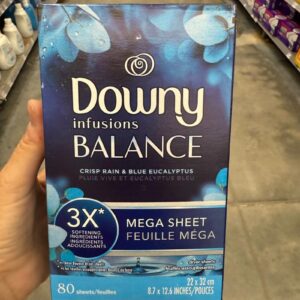 Downy
infusions
BALANCE
CRISP RAIN & BLUE EUCALYPTUS
PLUIE VIVE ET EUCALYPTUS BLEU
3X*
SOFTENING
INGREDIENTS
INGRÉDIENTS
ADOUCISSANTS
MEGA SHEET
FEUILLE MÉGA
22 x 32 cm
8.7 x 12.6 INCHES/POUCES
80 sheets/feuilles